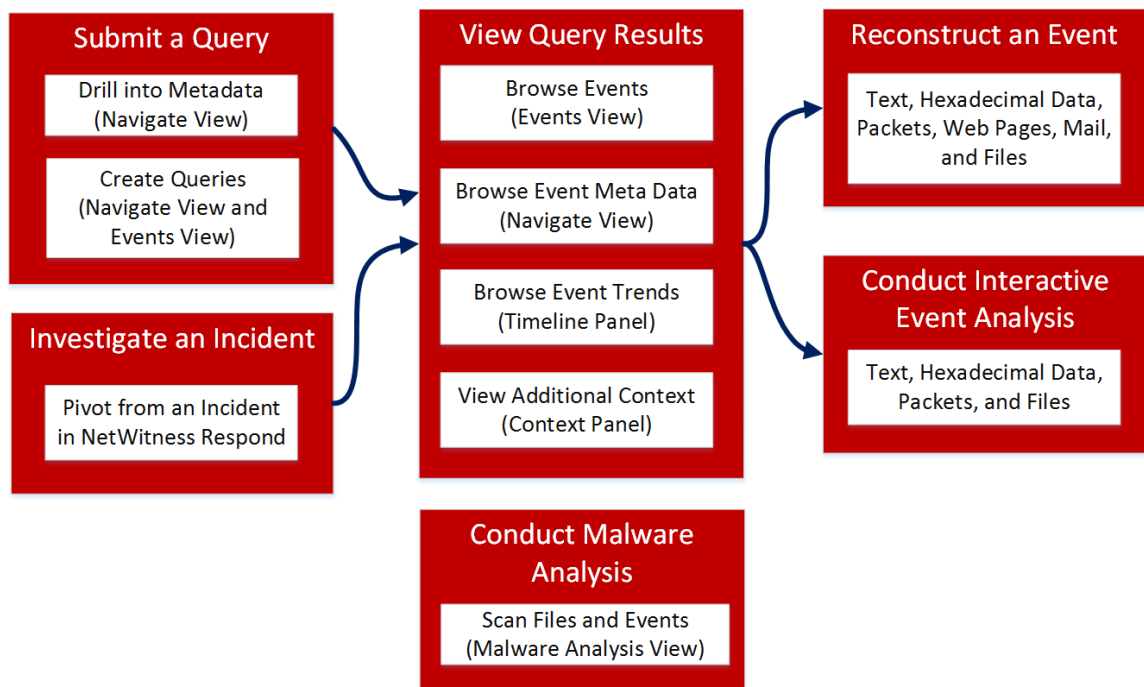 Submit a Query
Drill into Metadata
(Navigate View)
Create Queries
(Navigate View and
Events View)
Investigate an Incident
Pivot from an Incident
in NetWitness Respond
View Query Results
Browse Events
(Events View)
Browse Event Meta Data
(Navigate View)
Browse Event Trends
(Timeline Panel)
View Additional Context
(Context Panel)
Conduct Malware
Analysis
Scan Files and Events
(Malware Analysis View)
Reconstruct an Event
Text, Hexadecimal Data,
Packets, Web Pages, Mail,
and Files
Conduct Interactive
Event Analysis
Text, Hexadecimal Data,
Packets, and Files